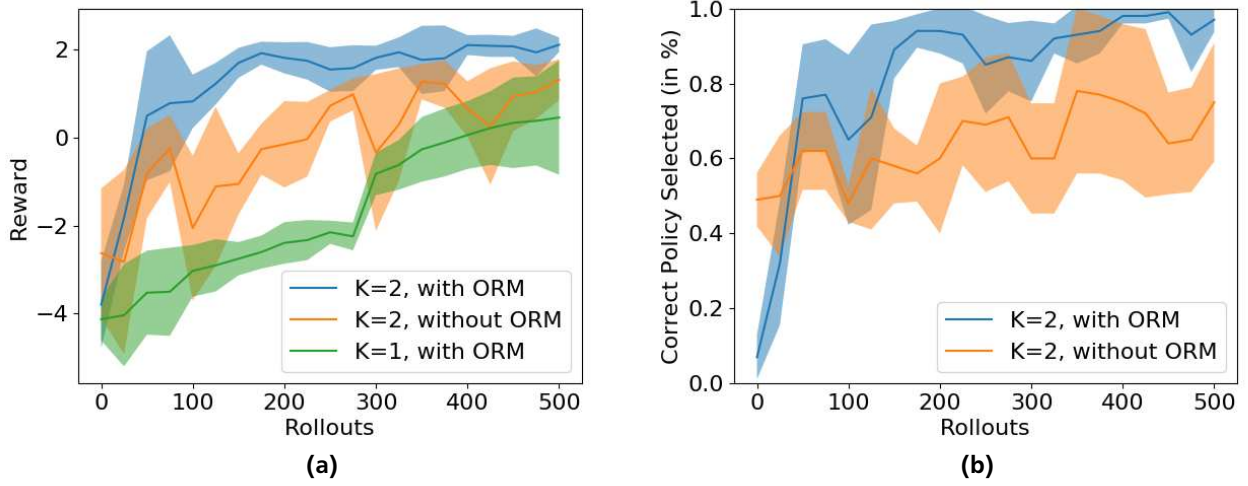 Reward
2
0
−2
−4
K=2, with ORM
K=2, without ORM
K=1, with ORM
0 100 200 300 400 500
Rollouts
(a)
Correct Policy Selected (in %)
1.0
0.8
0.6
0.4
0.2
0.0
K=2, with ORM
K=2, without ORM
0 100 200 300 400 500
Rollouts
(b)